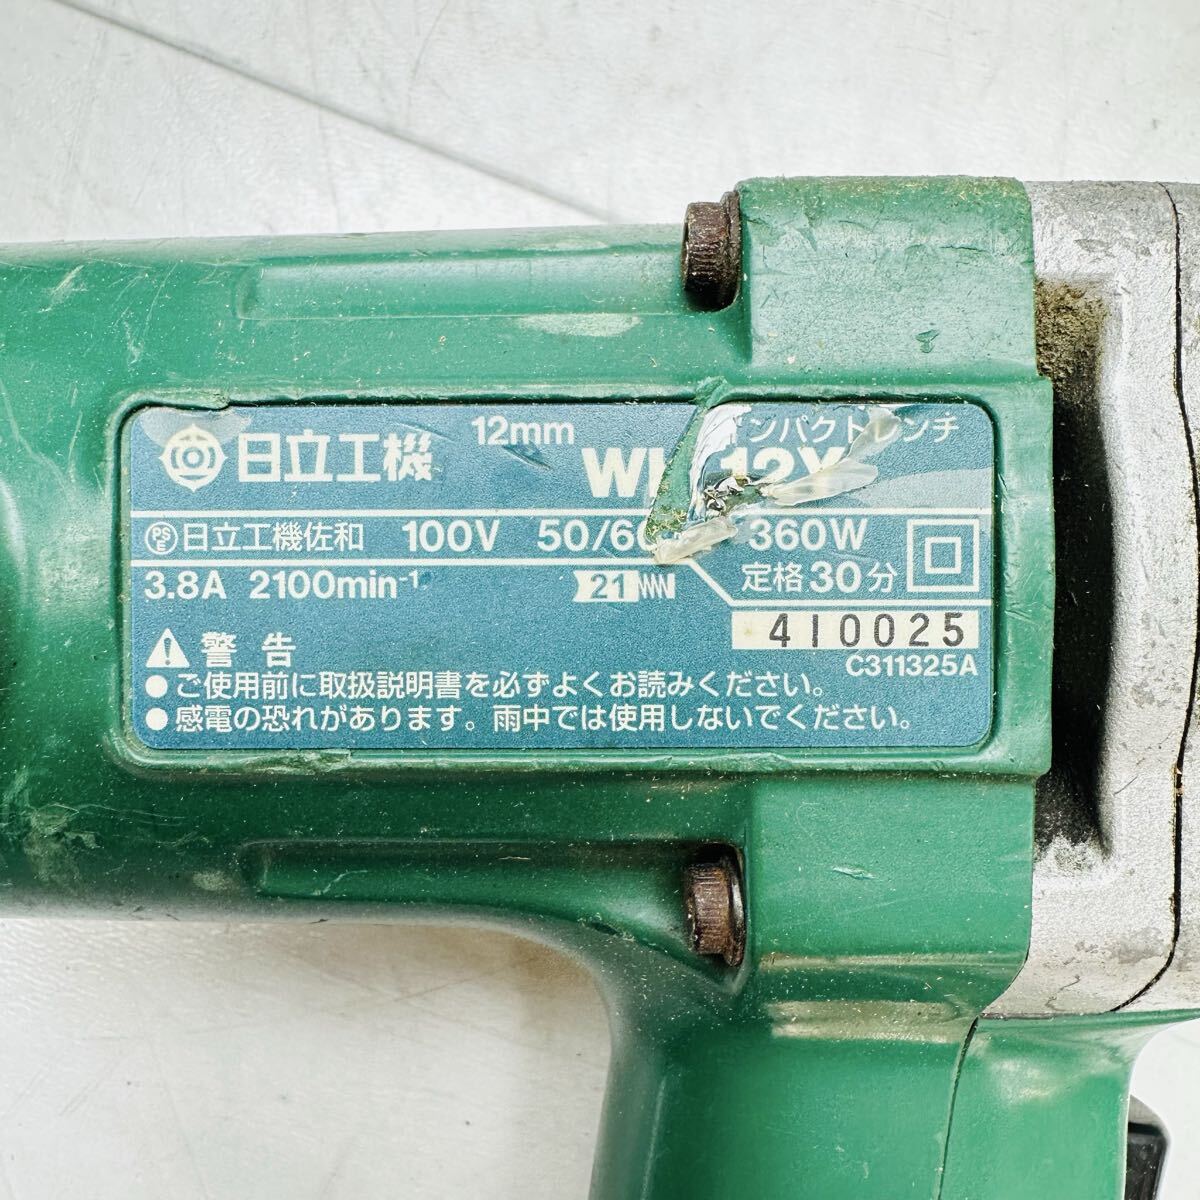 日立工機 12mm インパクトレンチ
12Y
PSE 日立工機佐和 100V 50/60 360W
3.8A 2100min⁻¹ 21 定格30分
410025
C311325A
⚠ 警告
●ご使用前に取扱説明書を必ずよくお読みください。
●感電の恐れがあります。雨中では使用しないでください。